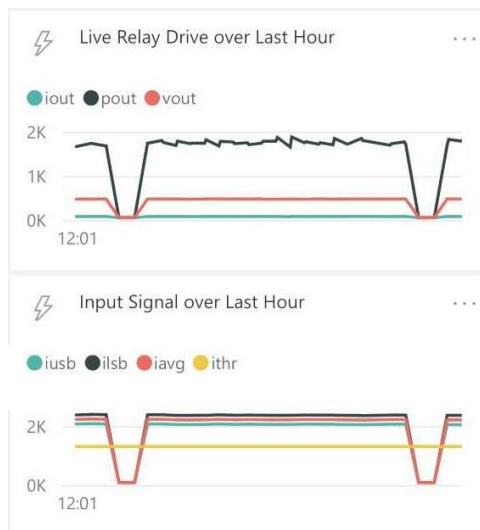 Live Relay Drive over Last Hour
...
iout pout vout
2K
1K
0K
12:01
Input Signal over Last Hour
...
iusb ilsb iavg ithr
2K
0K
12:01